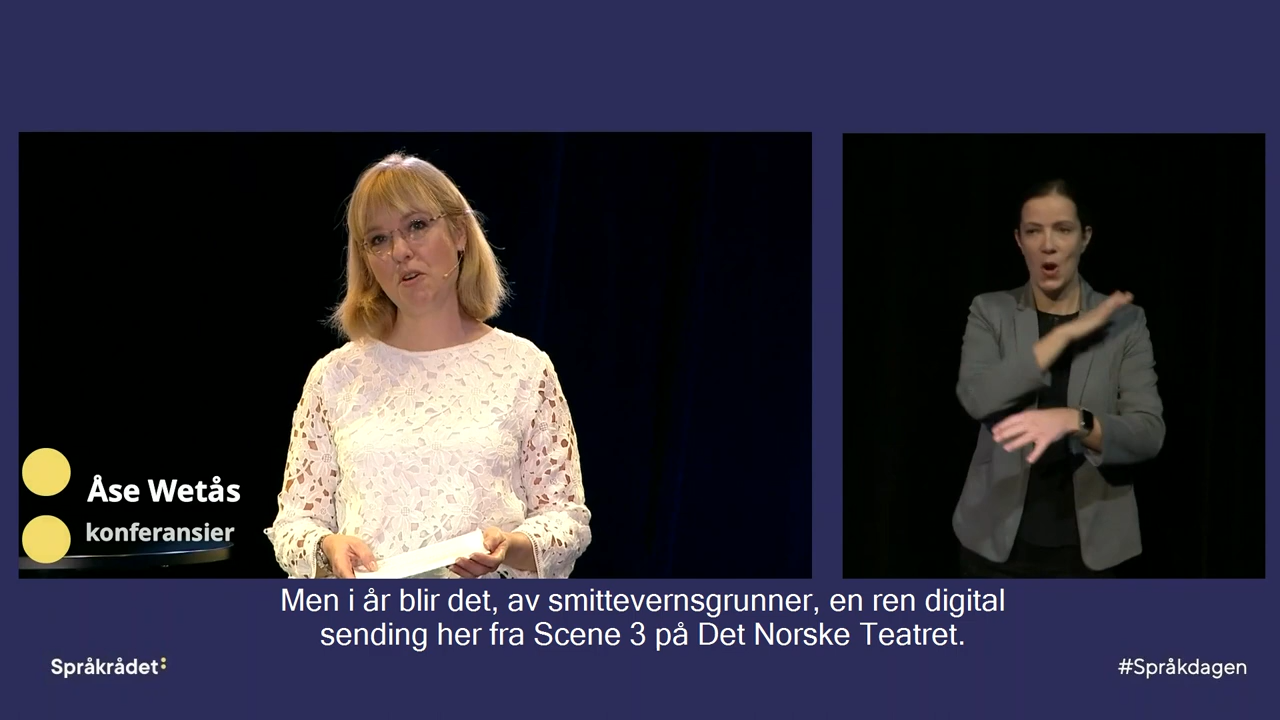 Åse Wetås
konferansier
Men i år blir det, av smittevernsgrunner, en ren digital
sending her fra Scene 3 på Det Norske Teatret.
Språkrådet:
#Språkdagen